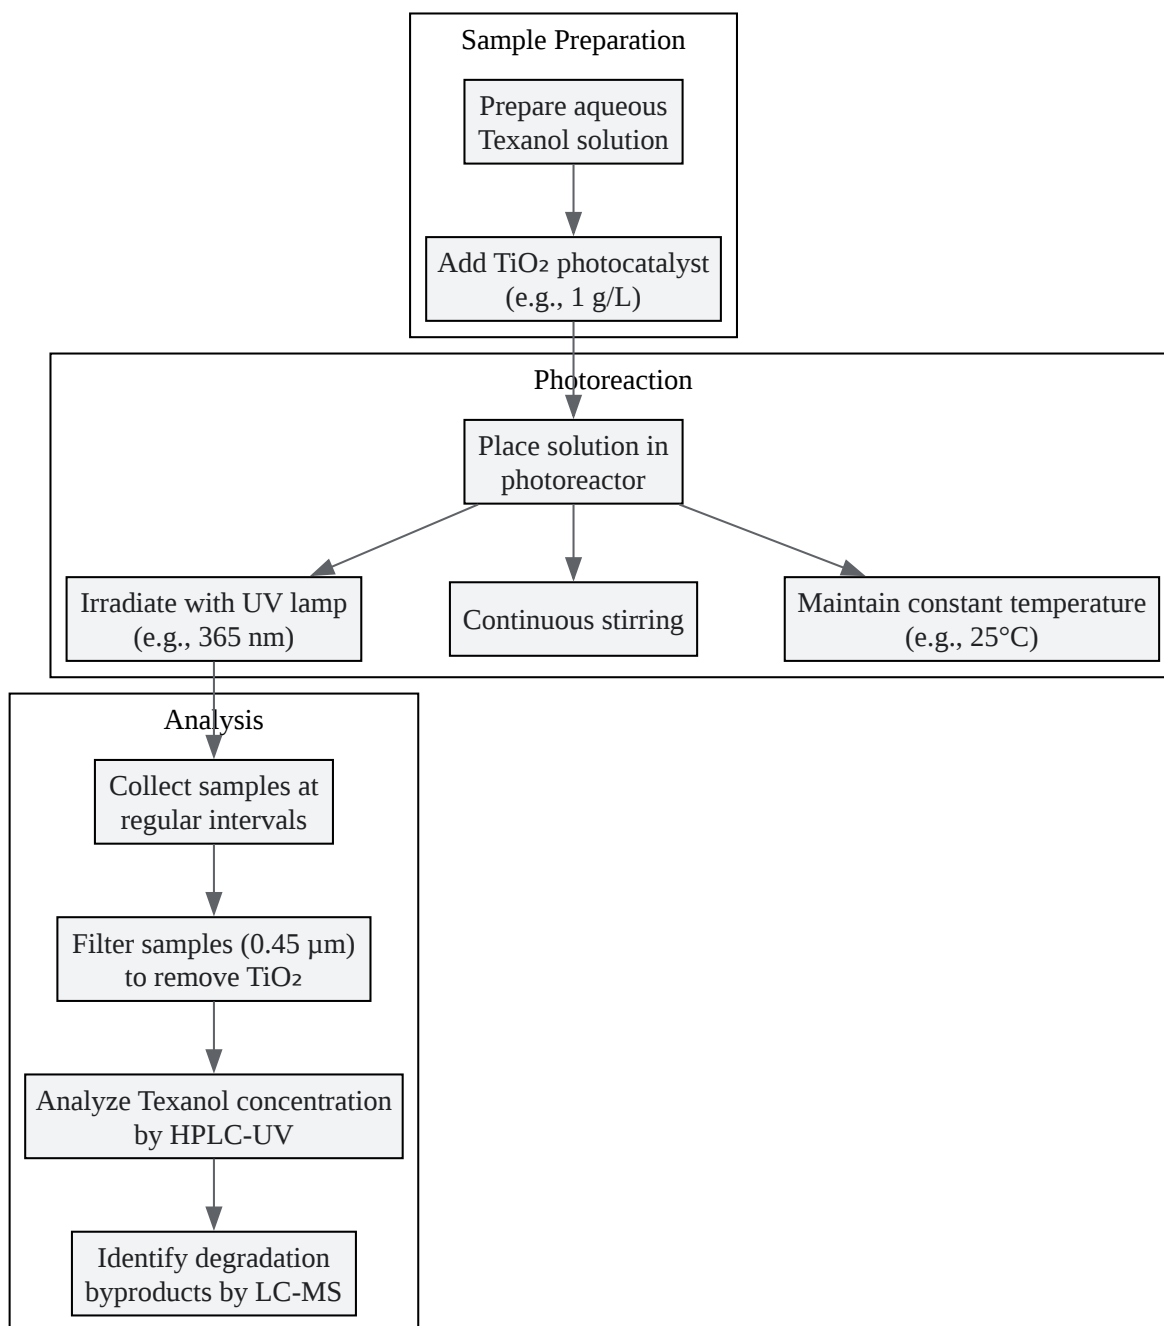 Sample Preparation
Prepare aqueous
Texanol solution
Add TiO₂ photocatalyst
(e.g., 1 g/L)
Photoreaction
Place solution in
photoreactor
Irradiate with UV lamp
(e.g., 365 nm)
Continuous stirring
Maintain constant temperature
(e.g., 25°C)
Analysis
Collect samples at
regular intervals
Filter samples (0.45 µm)
to remove TiO₂
Analyze Texanol concentration
by HPLC-UV
Identify degradation
byproducts by LC-MS